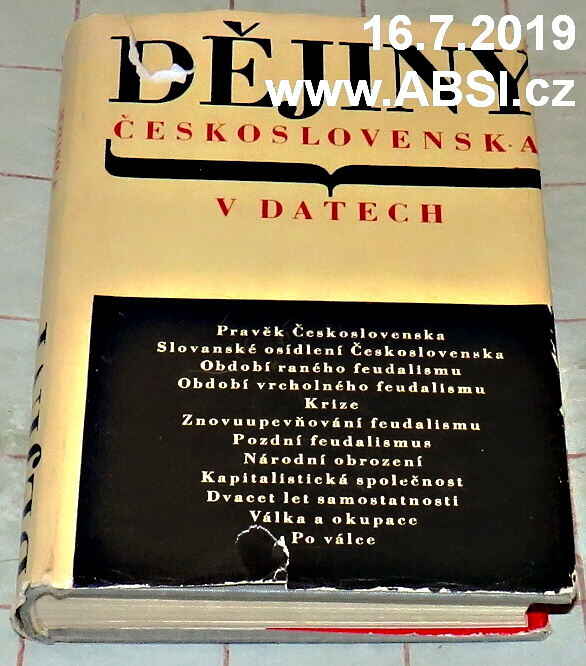 16.7.2019
www.ABSI.cz
DĚJINY
ČESKOSLOVENSKA
V DATECH
Pravěk Československa
Slovanské osídlení Československa
Období raného feudalismu
Období vrcholného feudalismu
Krize
Znovuupevňování feudalismu
Pozdní feudalismus
Národní obrození
Kapitalistická společnost
Dvacet let samostatnosti
Válka a okupace
Po válce